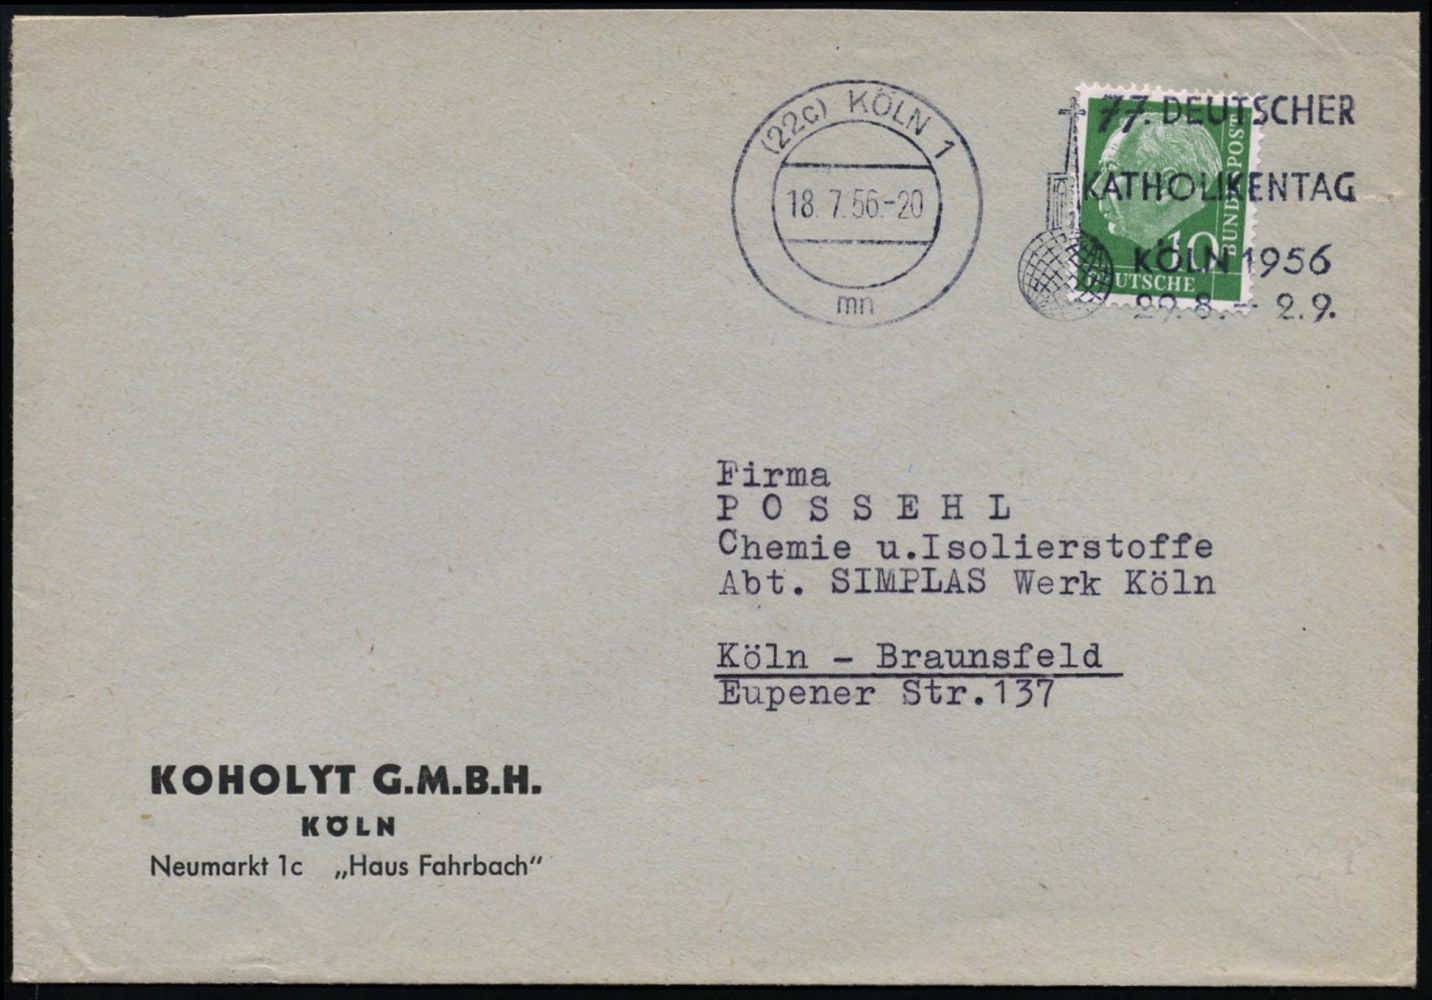 (22c) KÖLN 1
18.7.56.-20
mn
77. DEUTSCHER
KATHOLIKENTAG
KÖLN 1956
29.8.- 2.9.
BUNDESPOST
10
DEUTSCHE
Firma
P O S S E H L
Chemie u.Isolierstoffe
Abt. SIMPLAS Werk Köln
Köln - Braunsfeld
Eupener Str.137
KOHOLYT G.M.B.H.
KÖLN
Neumarkt 1c „Haus Fahrbach“